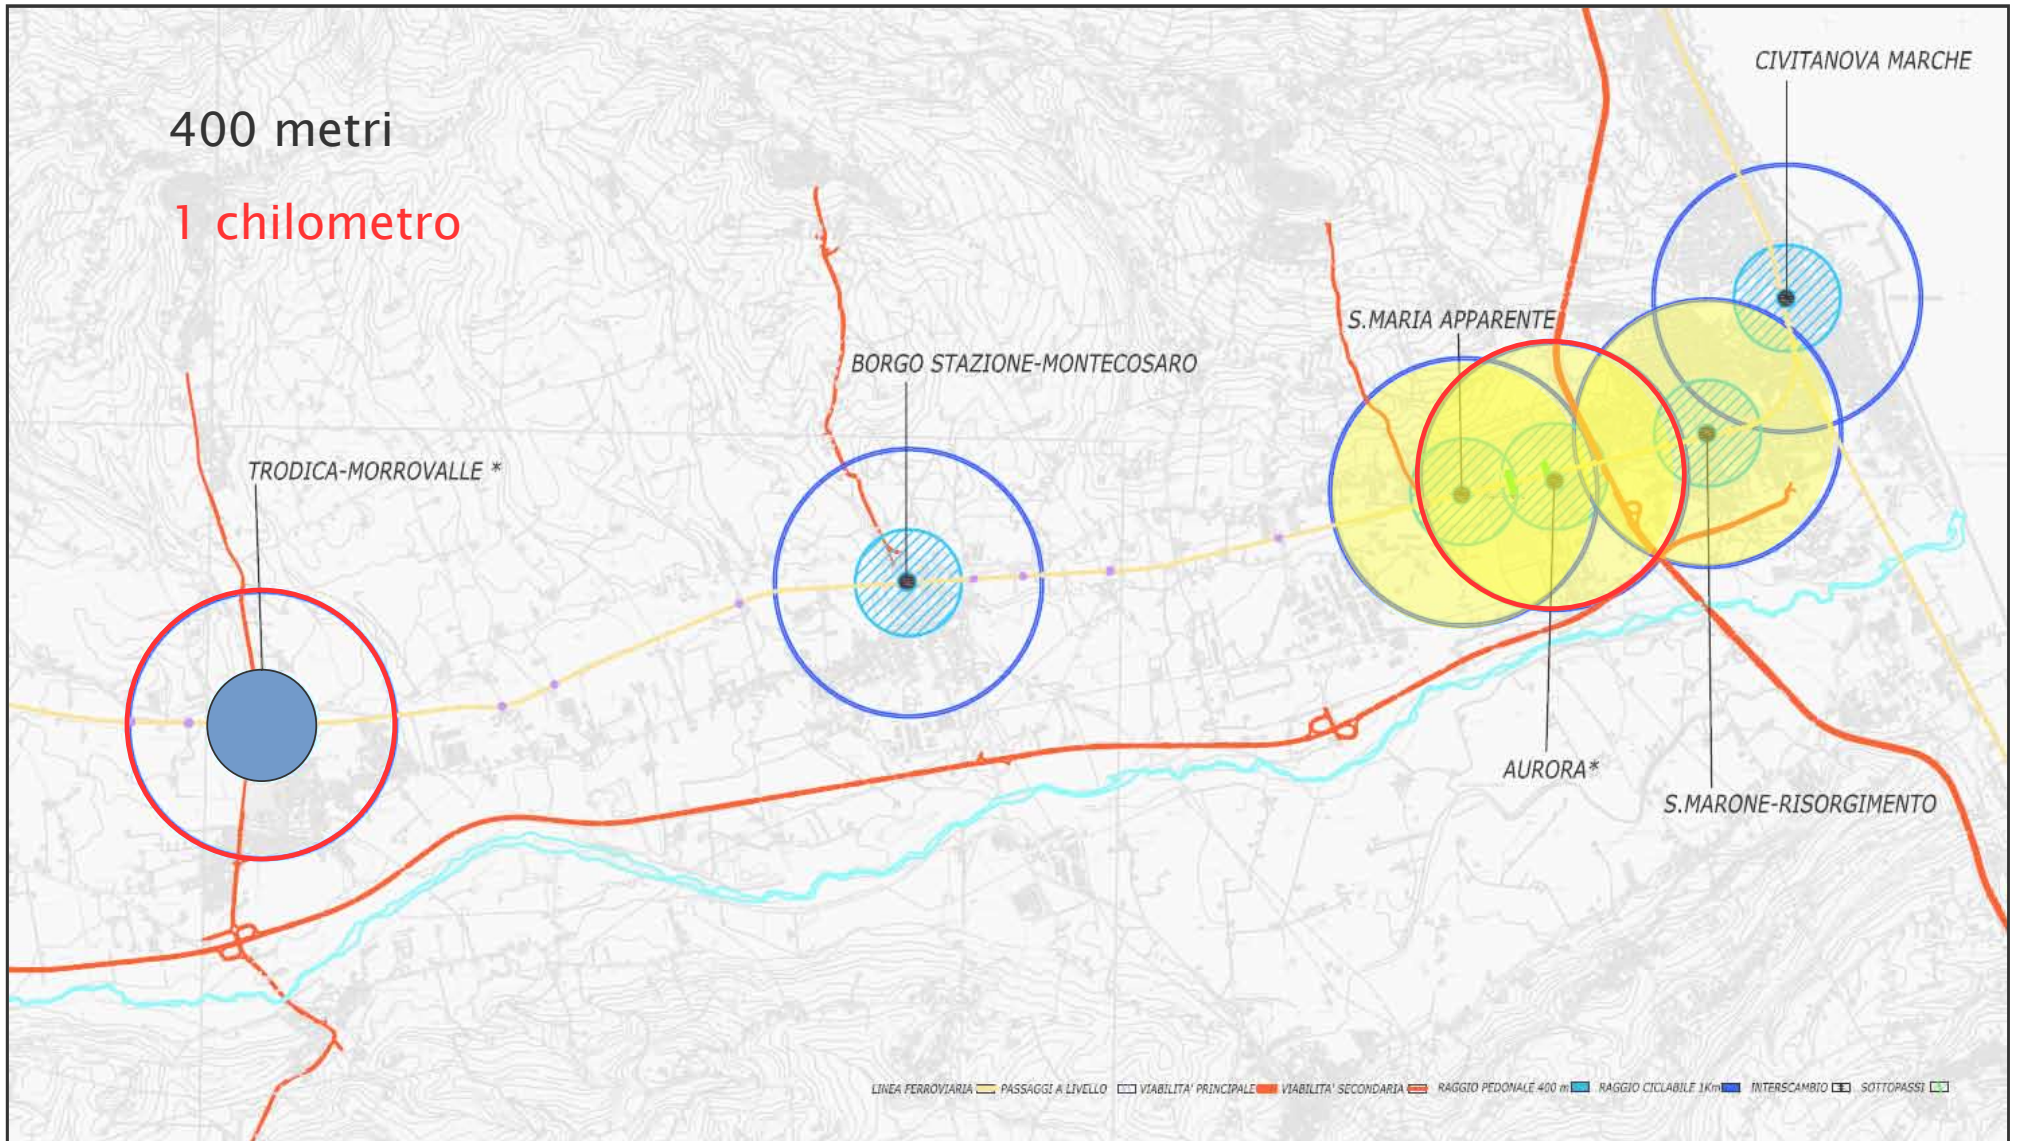 CIVITANOVA MARCHE
400 metri
1 chilometro
S.MARIA APPARENTE
BORGO STAZIONE-MONTECOSARO
TRODICA-MORROVALLE *
AURORA*
S.MARONE-RISORGIMENTO
LINEA FERROVIARIA PASSAGGI A LIVELLO VIABILITA' PRINCIPALE VIABILITA' SECONDARIA RAGGIO PEDONALE 400 m RAGGIO CICLABILE 1Km INTERSCAMBIO SOTTOPASSI